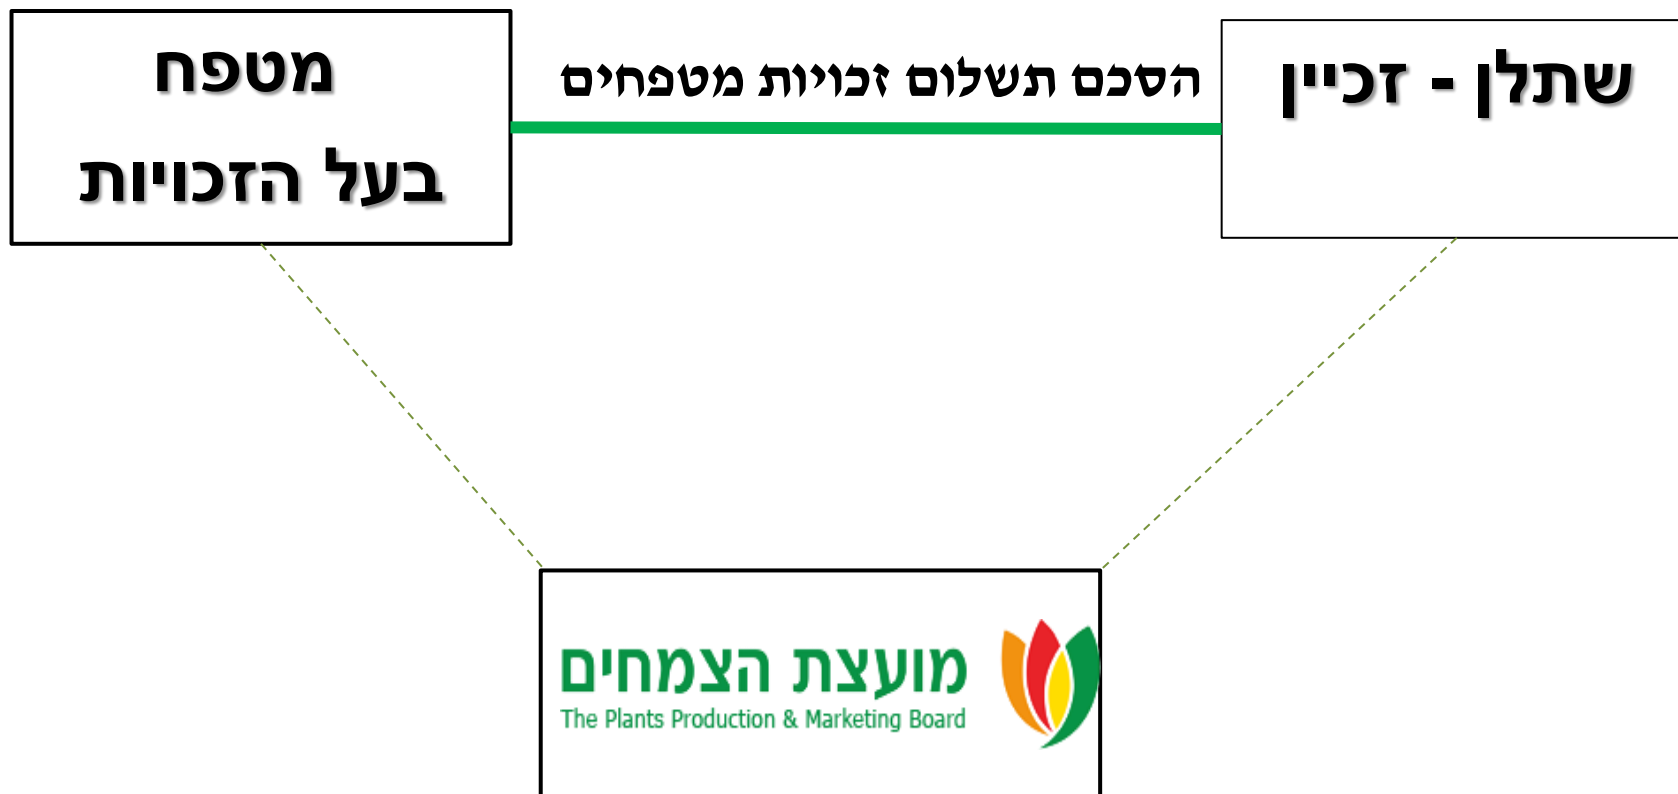 שתלן - זכיין
הסכם תשלום זכויות מטפחים
מטפח
בעל הזכויות
מועצת הצמחים
The Plants Production & Marketing Board